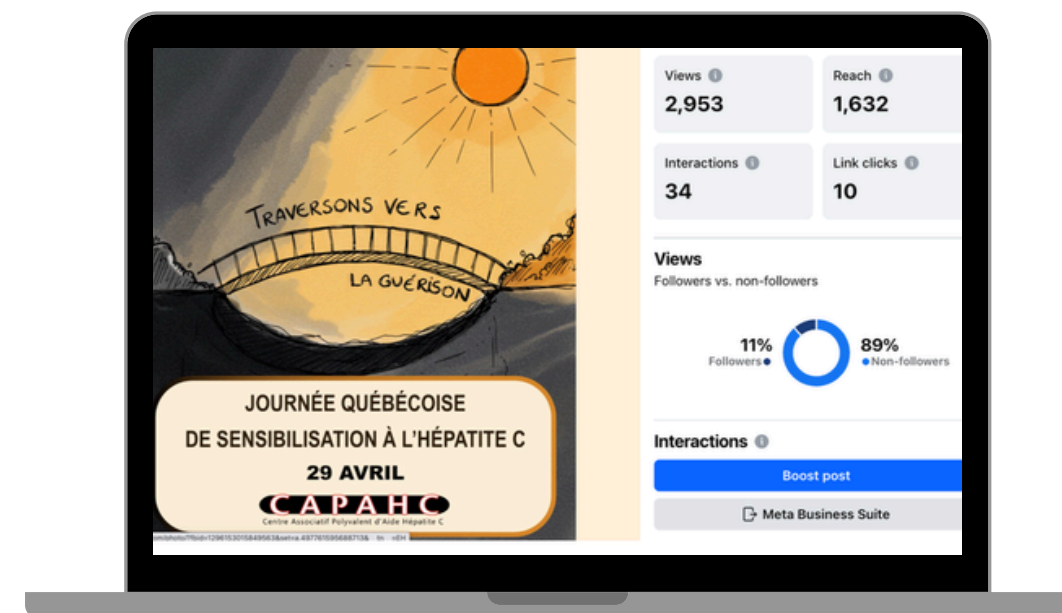 TRAVERSONS VERS
LA GUÉRISON
JOURNÉE QUÉBÉCOISE
DE SENSIBILISATION À L'HÉPATITE C
29 AVRIL
CAPAHC
Centre Associatif Polyvalent d'Aide Hépatite C
Views
2,953
Reach
1,632
Interactions
34
Link clicks
10
Views
Followers vs. non-followers
11%
Followers
89%
Non-followers
Interactions
Boost post
Meta Business Suite